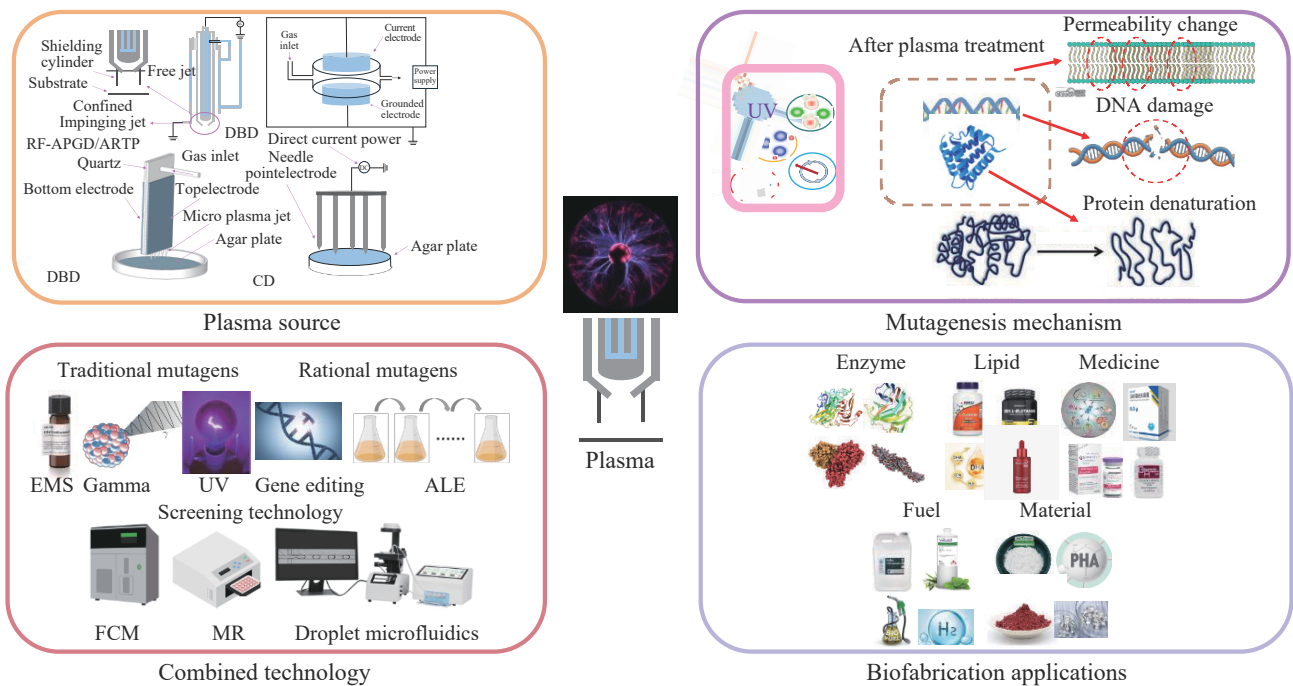 Shielding
cylinder
Substrate
Free jet
Confined
Impinging jet
RF-APGD/ARTP
DBD
Gas
inlet
Current
electrode
Power
supply
Grounded
electroded
Quartz
Gas inlet
Bottom electrode
Topelectrode
Micro plasma jet
Agar plate
DBD
Direct current power
Needle
pointelectrode
DC
Agar plate
CD
Plasma source
Plasma
After plasma treatment
Permeability change
UV
DNA damage
Protein denaturation
Mutagenesis mechanism
Traditional mutagens
Rational mutagens
EMS
Gamma
UV
Gene editing
ALE
Screening technology
FCM
MR
Droplet microfluidics
Combined technology
Enzyme
Lipid
Medicine
DHA
Fuel
Material
PHA
H2
BIO
Biofabrication applications